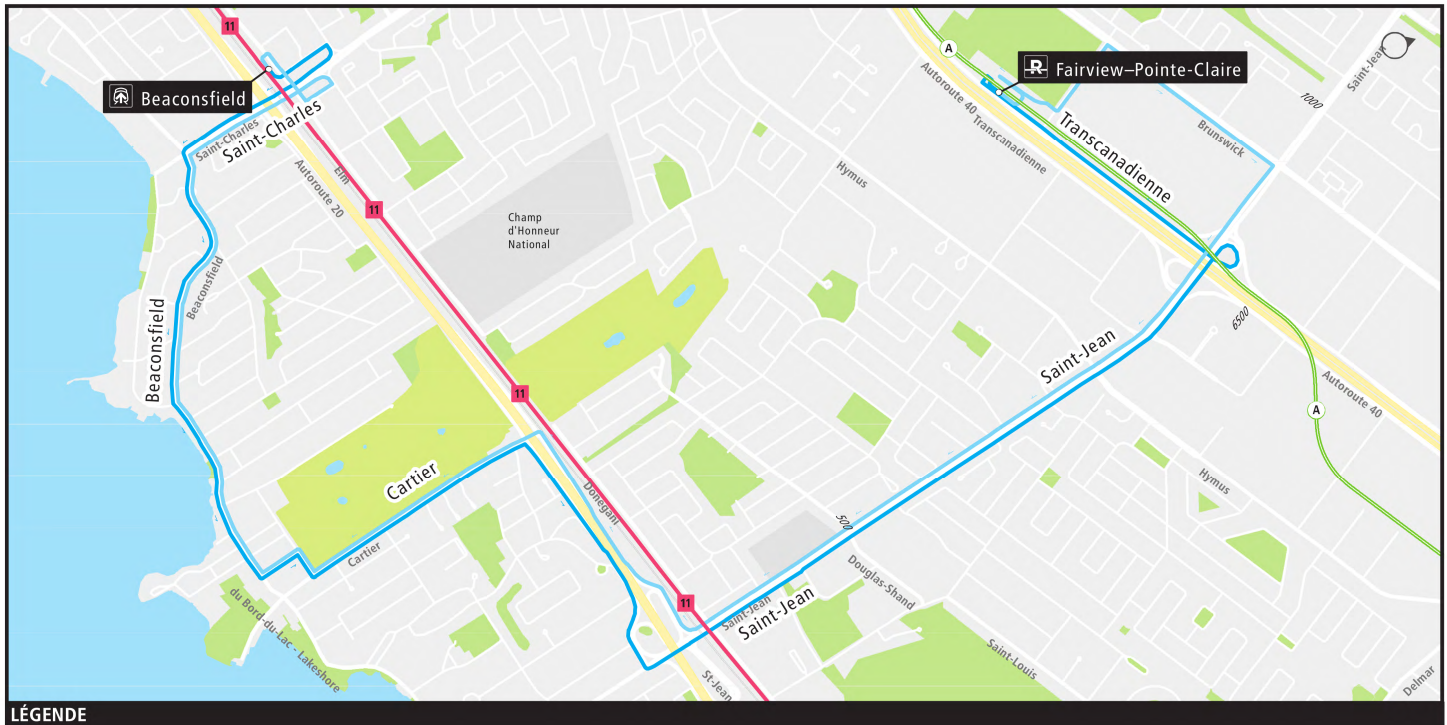 11
Saint-Jean
A
R Fairview–Pointe-Claire
Autoroute 40
Beaconsfield
1000
Transcanadienne
Transcanadienne
Brunswick
Saint-Charles
Saint-Charles
Elm
Autoroute 20
Hymus
11
Champ
d'Honneur
National
Beaconsfield
Beaconsfield
6500
Saint-Jean
Autoroute 40
11
A
Cartier
Donegani
Hymus
500
Cartier
Douglas-Shand
du Bord-du-Lac - Lakeshore
11
Saint-Jean
Saint-Jean
Saint-Louis
St-Jean
Delmar
LÉGENDE